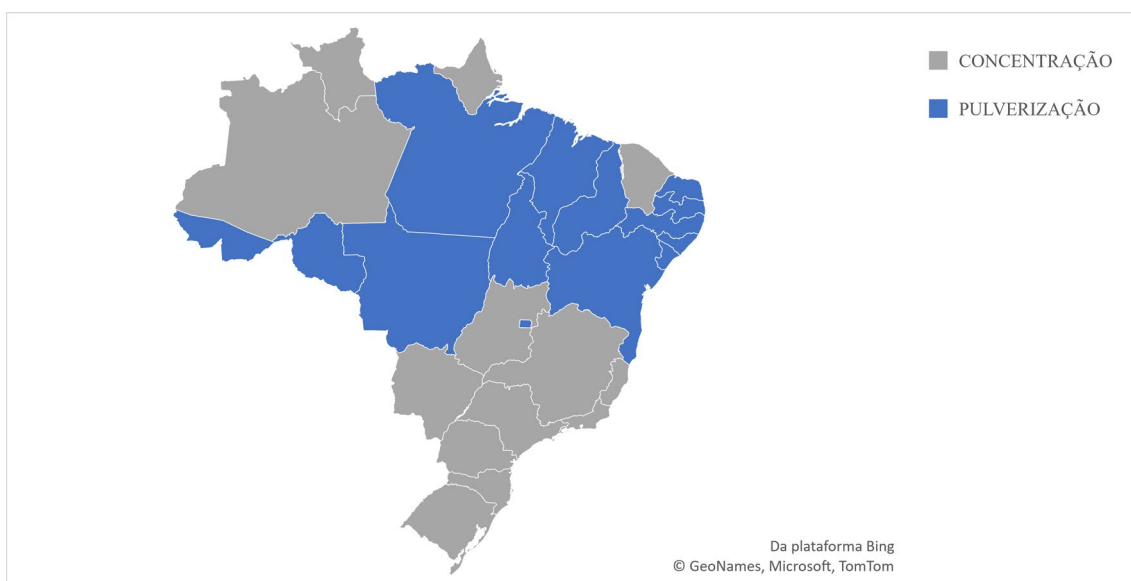 CONCENTRAÇÃO
PULVERIZAÇÃO
Da plataforma Bing
© GeoNames, Microsoft, TomTom